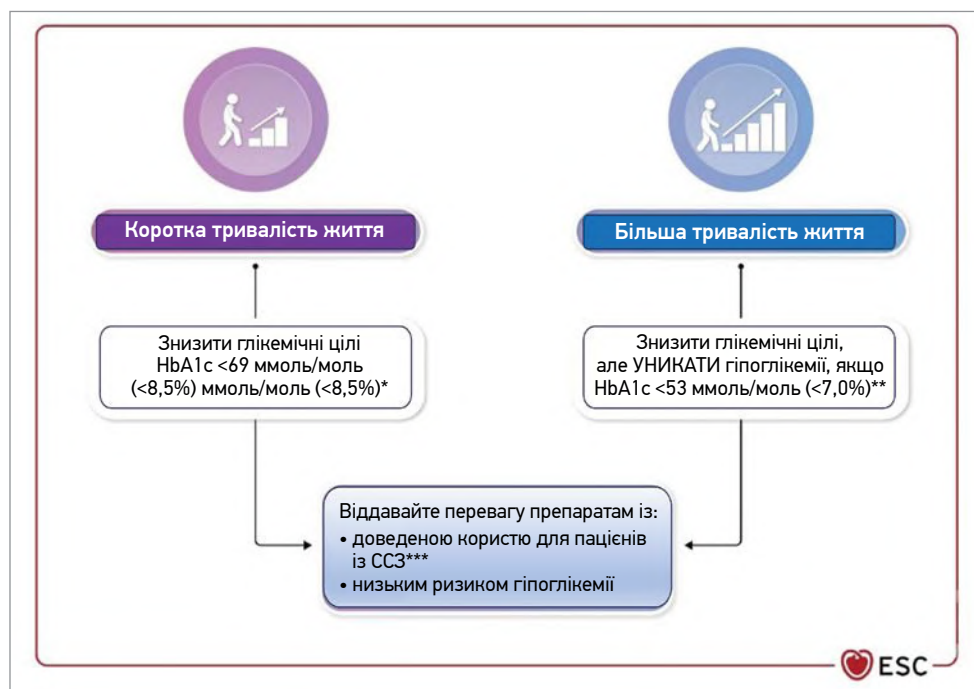 Коротка тривалість життя
Більша тривалість життя
Знизити глікемічні цілі
HbA1c <69 ммоль/моль
(<8,5%) ммоль/моль (<8,5%)*
Знизити глікемічні цілі,
але УНИКАТИ гіпоглікемії, якщо
HbA1c <53 ммоль/моль (<7,0%)**
Віддавайте перевагу препаратам із:
• доведеною користю для пацієнів
із ССЗ***
• низьким ризиком гіпоглікемії
ESC